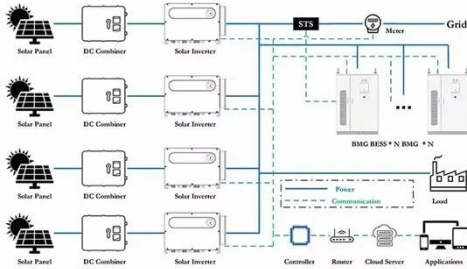 STS
Meter
Grid
Solar Panel
DC Combiner
Solar Inverter
Solar Panel
DC Combiner
Solar Inverter
BMG BESS * N BMG * N
Solar Panel
DC Combiner
Solar Inverter
Power
Communication
Load
Solar Panel
DC Combiner
Solar Inverter
Controller
Router
Cloud Server
Applications